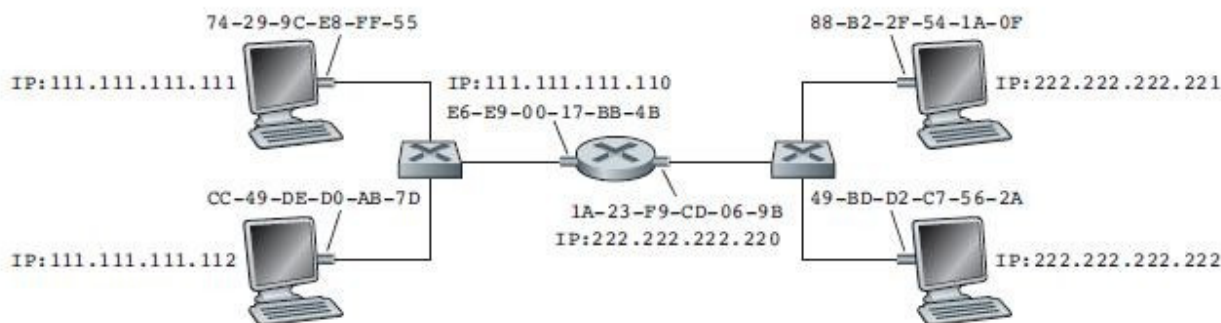 74-29-9C-E8-FF-55
88-B2-2F-54-1A-0F
IP:111.111.111.111
IP:111.111.111.110
IP:222.222.222.221
E6-E9-00-17-BB-4B
CC-49-DE-D0-AB-7D
1A-23-F9-CD-06-9B
49-BD-D2-C7-56-2A
IP:222.222.222.220
IP:111.111.111.112
IP:222.222.222.222